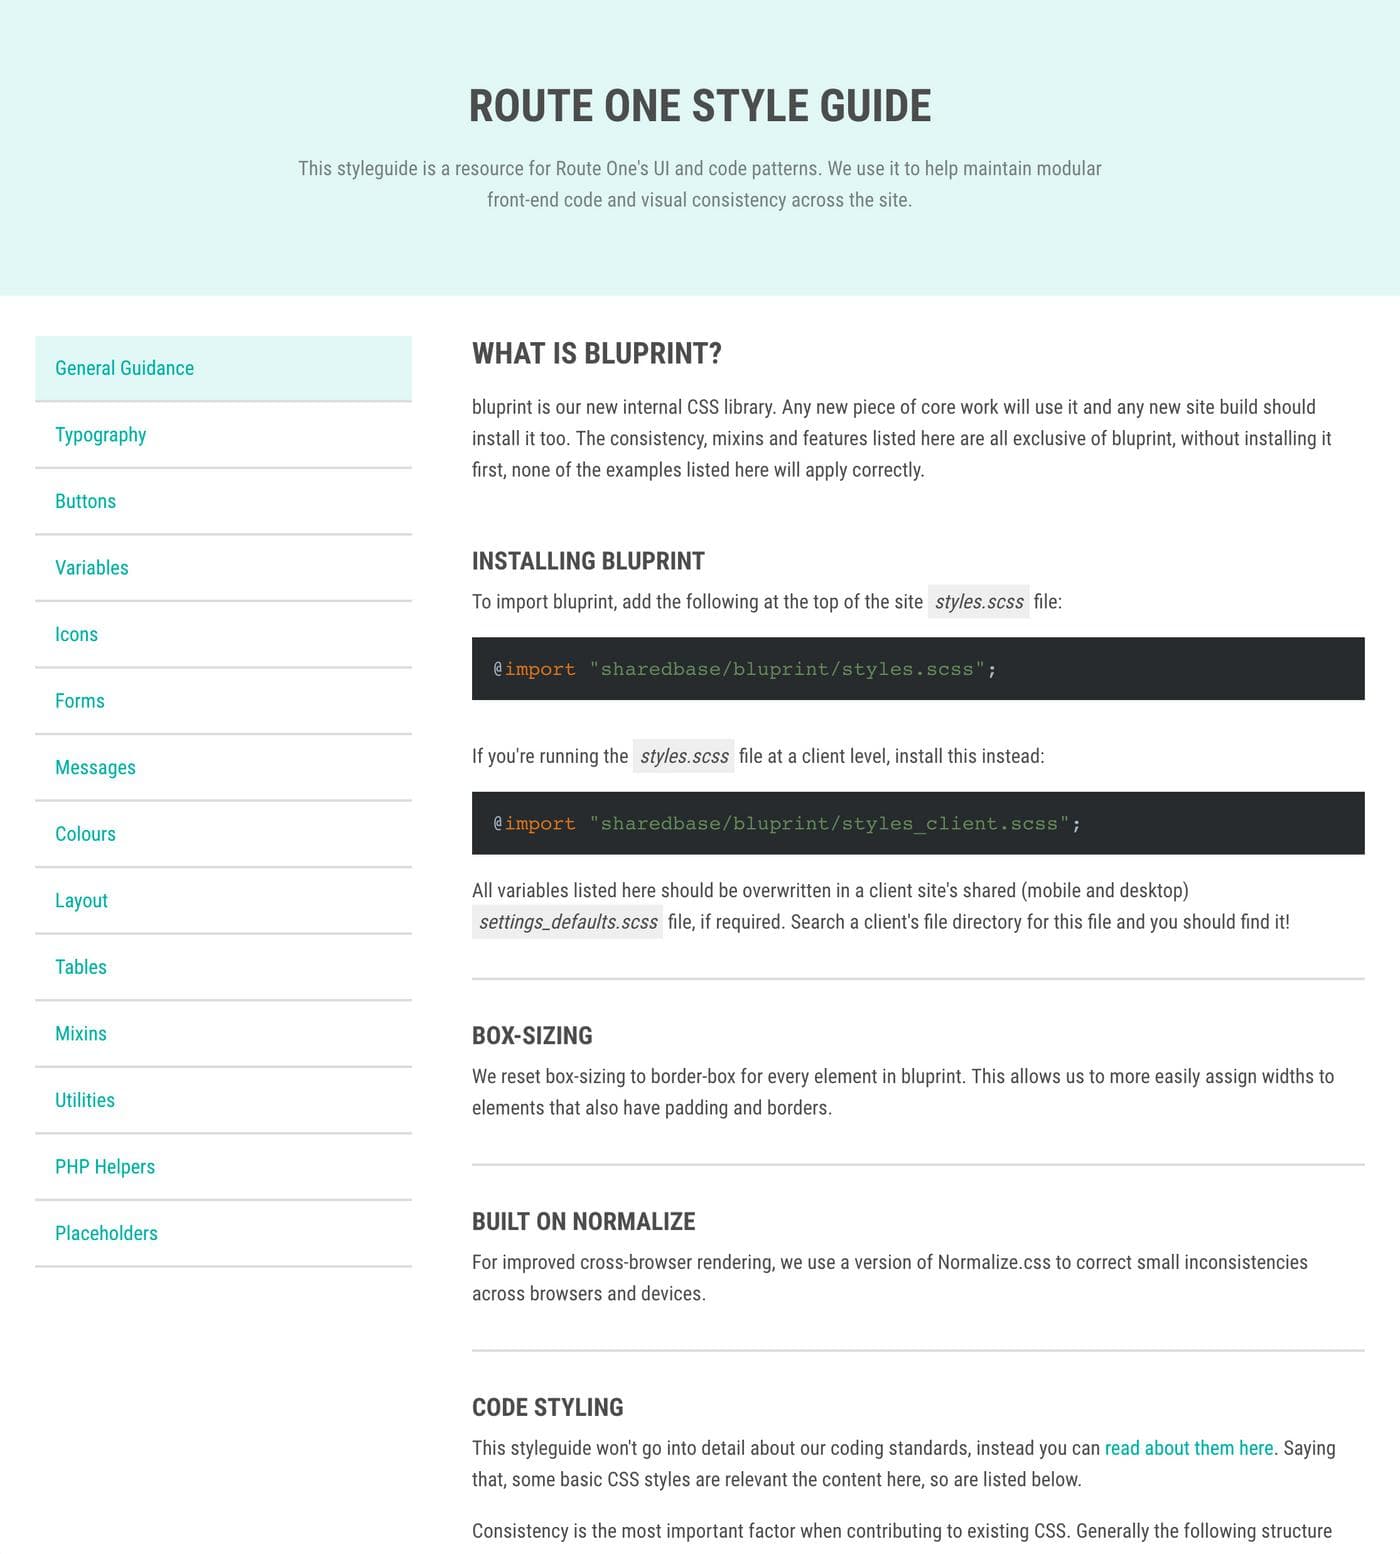 ROUTE ONE STYLE GUIDE
This styleguide is a resource for Route One's UI and code patterns. We use it to help maintain modular
front-end code and visual consistency across the site.
General Guidance
Typography
Buttons
Variables
Icons
Forms
Messages
Colours
Layout
Tables
Mixins
Utilities
PHP Helpers
Placeholders
WHAT IS BLUPRINT?
bluprint is our new internal CSS library. Any new piece of core work will use it and any new site build should
install it too. The consistency, mixins and features listed here are all exclusive of bluprint, without installing it
first, none of the examples listed here will apply correctly.
INSTALLING BLUPRINT
To import bluprint, add the following at the top of the site styles.scss file:
@import "sharedbase/bluprint/styles.scss";
If you're running the styles.scss file at a client level, install this instead:
@import "sharedbase/bluprint/styles_client.scss";
All variables listed here should be overwritten in a client site's shared (mobile and desktop)
settings_defaults.scss file, if required. Search a client's file directory for this file and you should find it!
BOX-SIZING
We reset box-sizing to border-box for every element in bluprint. This allows us to more easily assign widths to
elements that also have padding and borders.
BUILT ON NORMALIZE
For improved cross-browser rendering, we use a version of Normalize.css to correct small inconsistencies
across browsers and devices.
CODE STYLING
This styleguide won't go into detail about our coding standards, instead you can read about them here. Saying
that, some basic CSS styles are relevant the content here, so are listed below.
Consistency is the most important factor when contributing to existing CSS. Generally the following structure